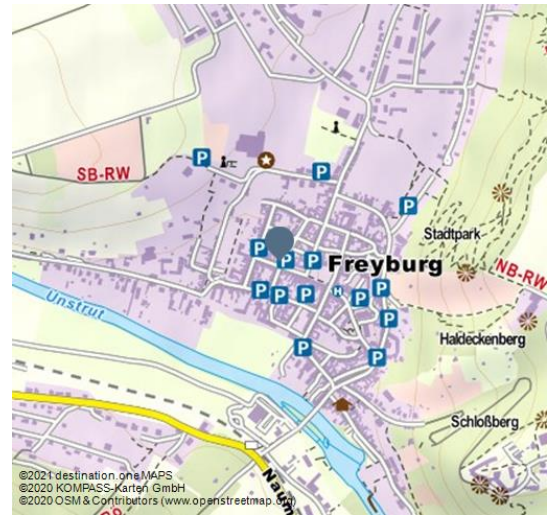 P
P
SB-RW
P
Stadtpark
P
P
P
Freyburg
NB-RW
P
P
P
P
H
P
P
Unstrut
P
Haldeckenberg
P
P
Schloßberg
Naum
©2021 destination.one MAPS
©2020 KOMPASS-Karten GmbH
©2020 OSM & Contributors (www.openstreetmap.org)